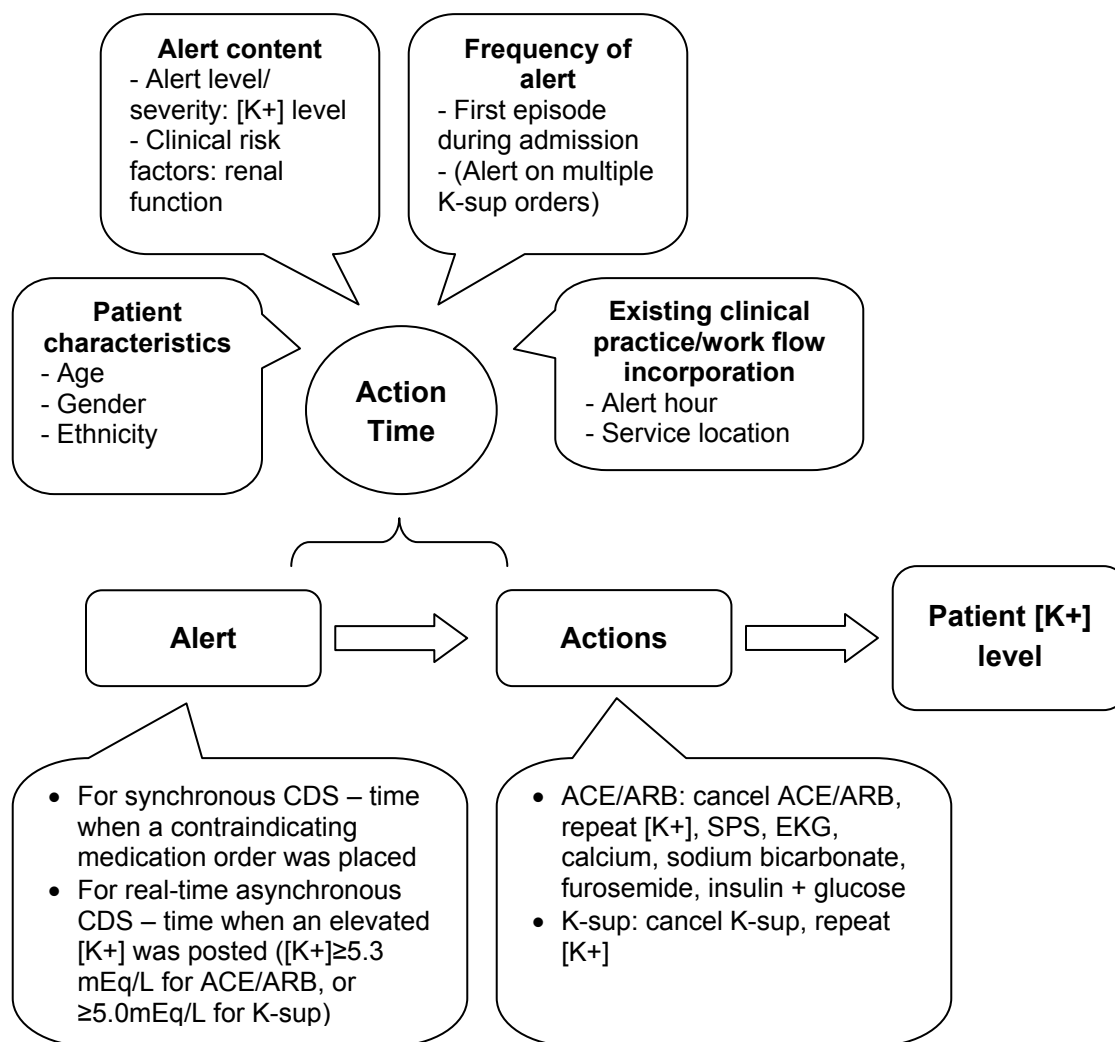 Alert content
- Alert level/
severity: [K+] level
- Clinical risk
factors: renal
function
Frequency of
alert
- First episode
during admission
- (Alert on multiple
K-sup orders)
Patient
characteristics
- Age
- Gender
- Ethnicity
Action
Time
Existing clinical
practice/work flow
incorporation
- Alert hour
- Service location
Alert
Actions
Patient [K+]
level
• For synchronous CDS – time
when a contraindicating
medication order was placed
• For real-time asynchronous
CDS – time when an elevated
[K+] was posted ([K+]≥5.3
mEq/L for ACE/ARB, or
≥5.0mEq/L for K-sup)
• ACE/ARB: cancel ACE/ARB,
repeat [K+], SPS, EKG,
calcium, sodium bicarbonate,
furosemide, insulin + glucose
• K-sup: cancel K-sup, repeat
[K+]